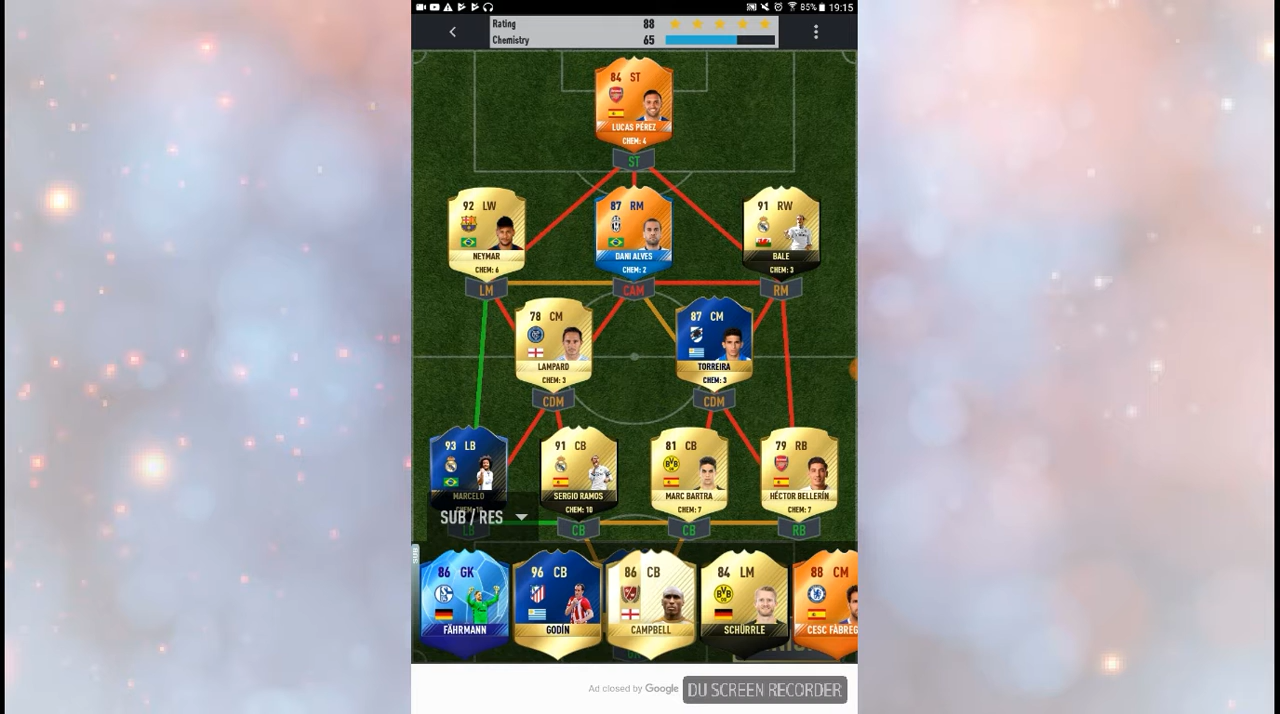 85% 19:15
Rating 88
Chemistry 65
84 ST
LUCAS PÉREZ
CHEM: 4
ST
92 LW
NEYMAR
CHEM: 6
LM
87 RM
DANI ALVES
CHEM: 2
CAM
91 RW
BALE
CHEM: 3
RM
78 CM
LAMPARD
CHEM: 3
CDM
87 CM
TORREIRA
CHEM: 3
CDM
93 LB
MARCELO
91 CB
SERGIO RAMOS
CHEM: 10
CB
81 CB
MARC BARTRA
CHEM: 7
CB
79 RB
HÉCTOR BELLERÍN
CHEM: 7
RB
SUB / RES
SUB
86 GK
FÄHRMANN
96 CB
GODÍN
86 CB
CAMPBELL
84 LM
SCHÜRRLE
88 CM
CESC FÀBREG
Ad closed by Google
DU SCREEN RECORDER